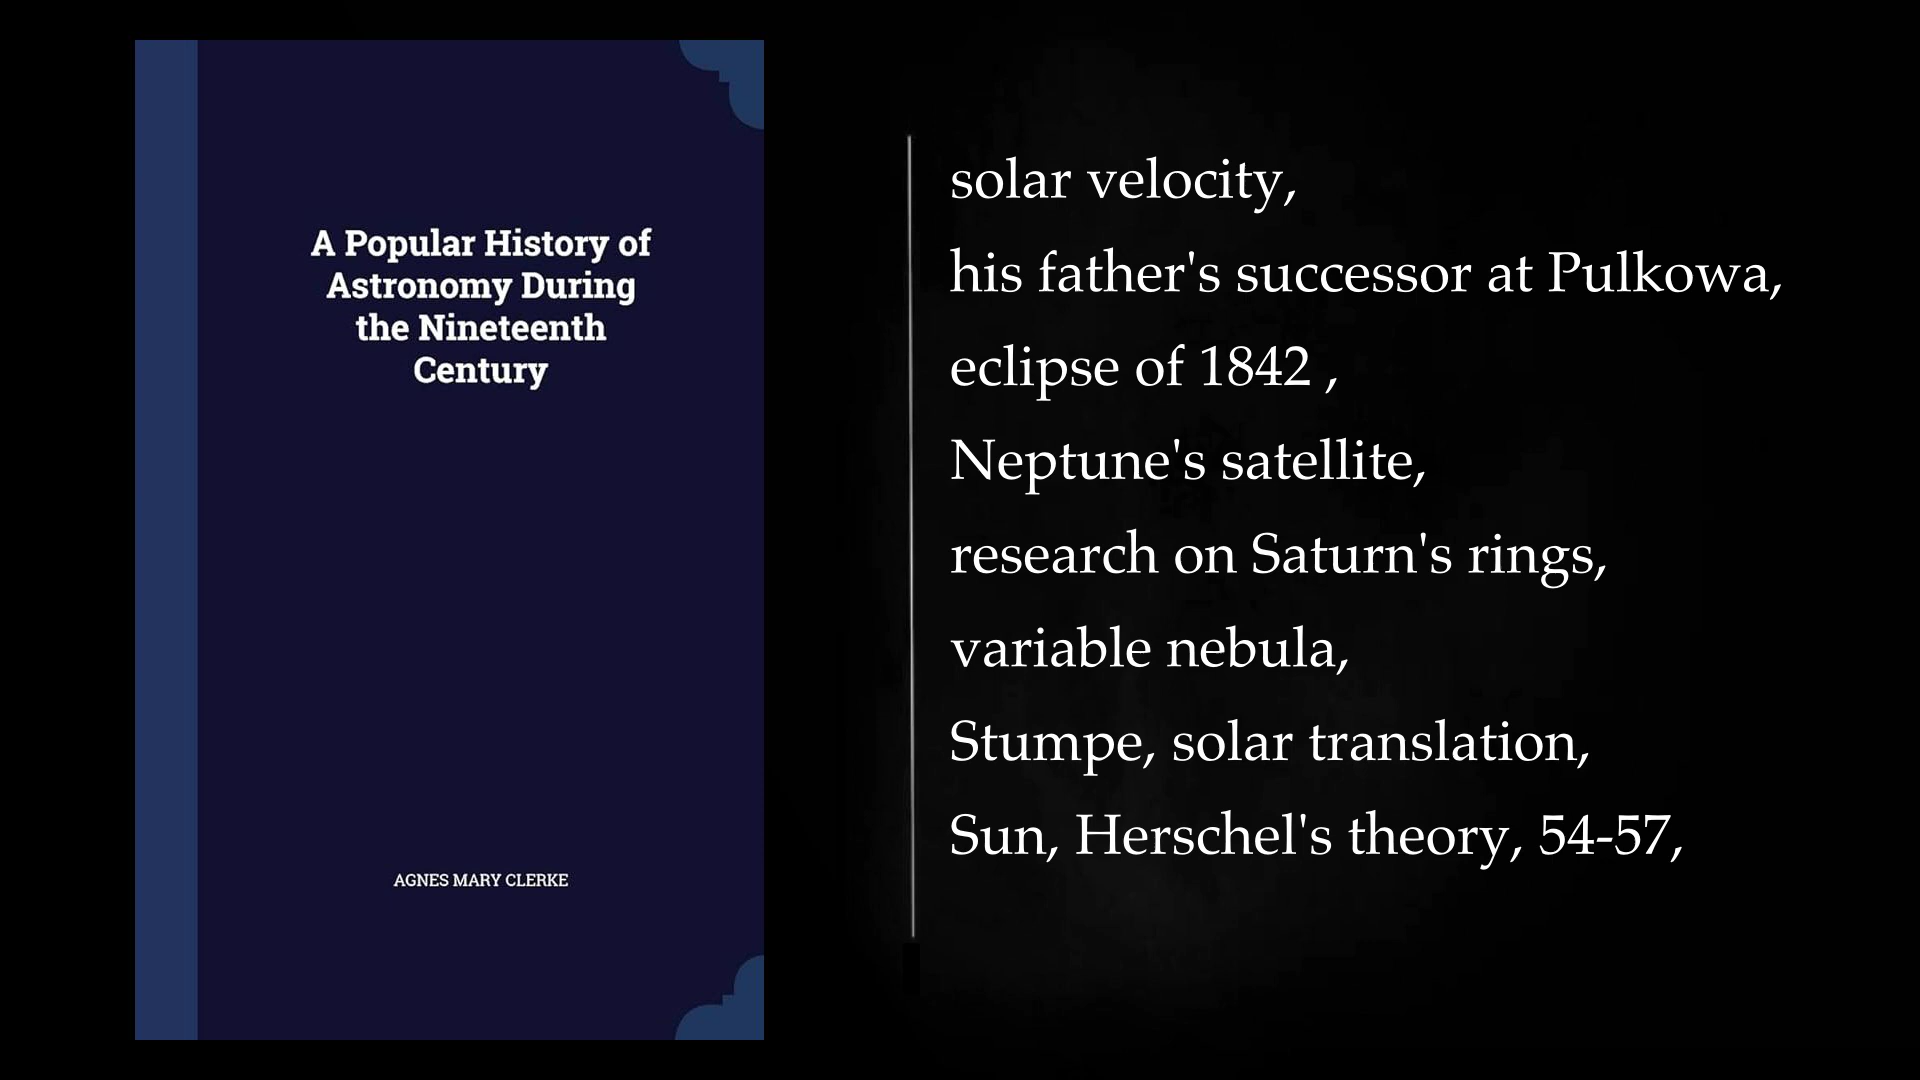 A Popular History of
Astronomy During
the Nineteenth
Century
AGNES MARY CLERKE
solar velocity,
his father's successor at Pulkowa,
eclipse of 1842 ,
Neptune's satellite,
research on Saturn's rings,
variable nebula,
Stumpe, solar translation,
Sun, Herschel's theory, 54-57,